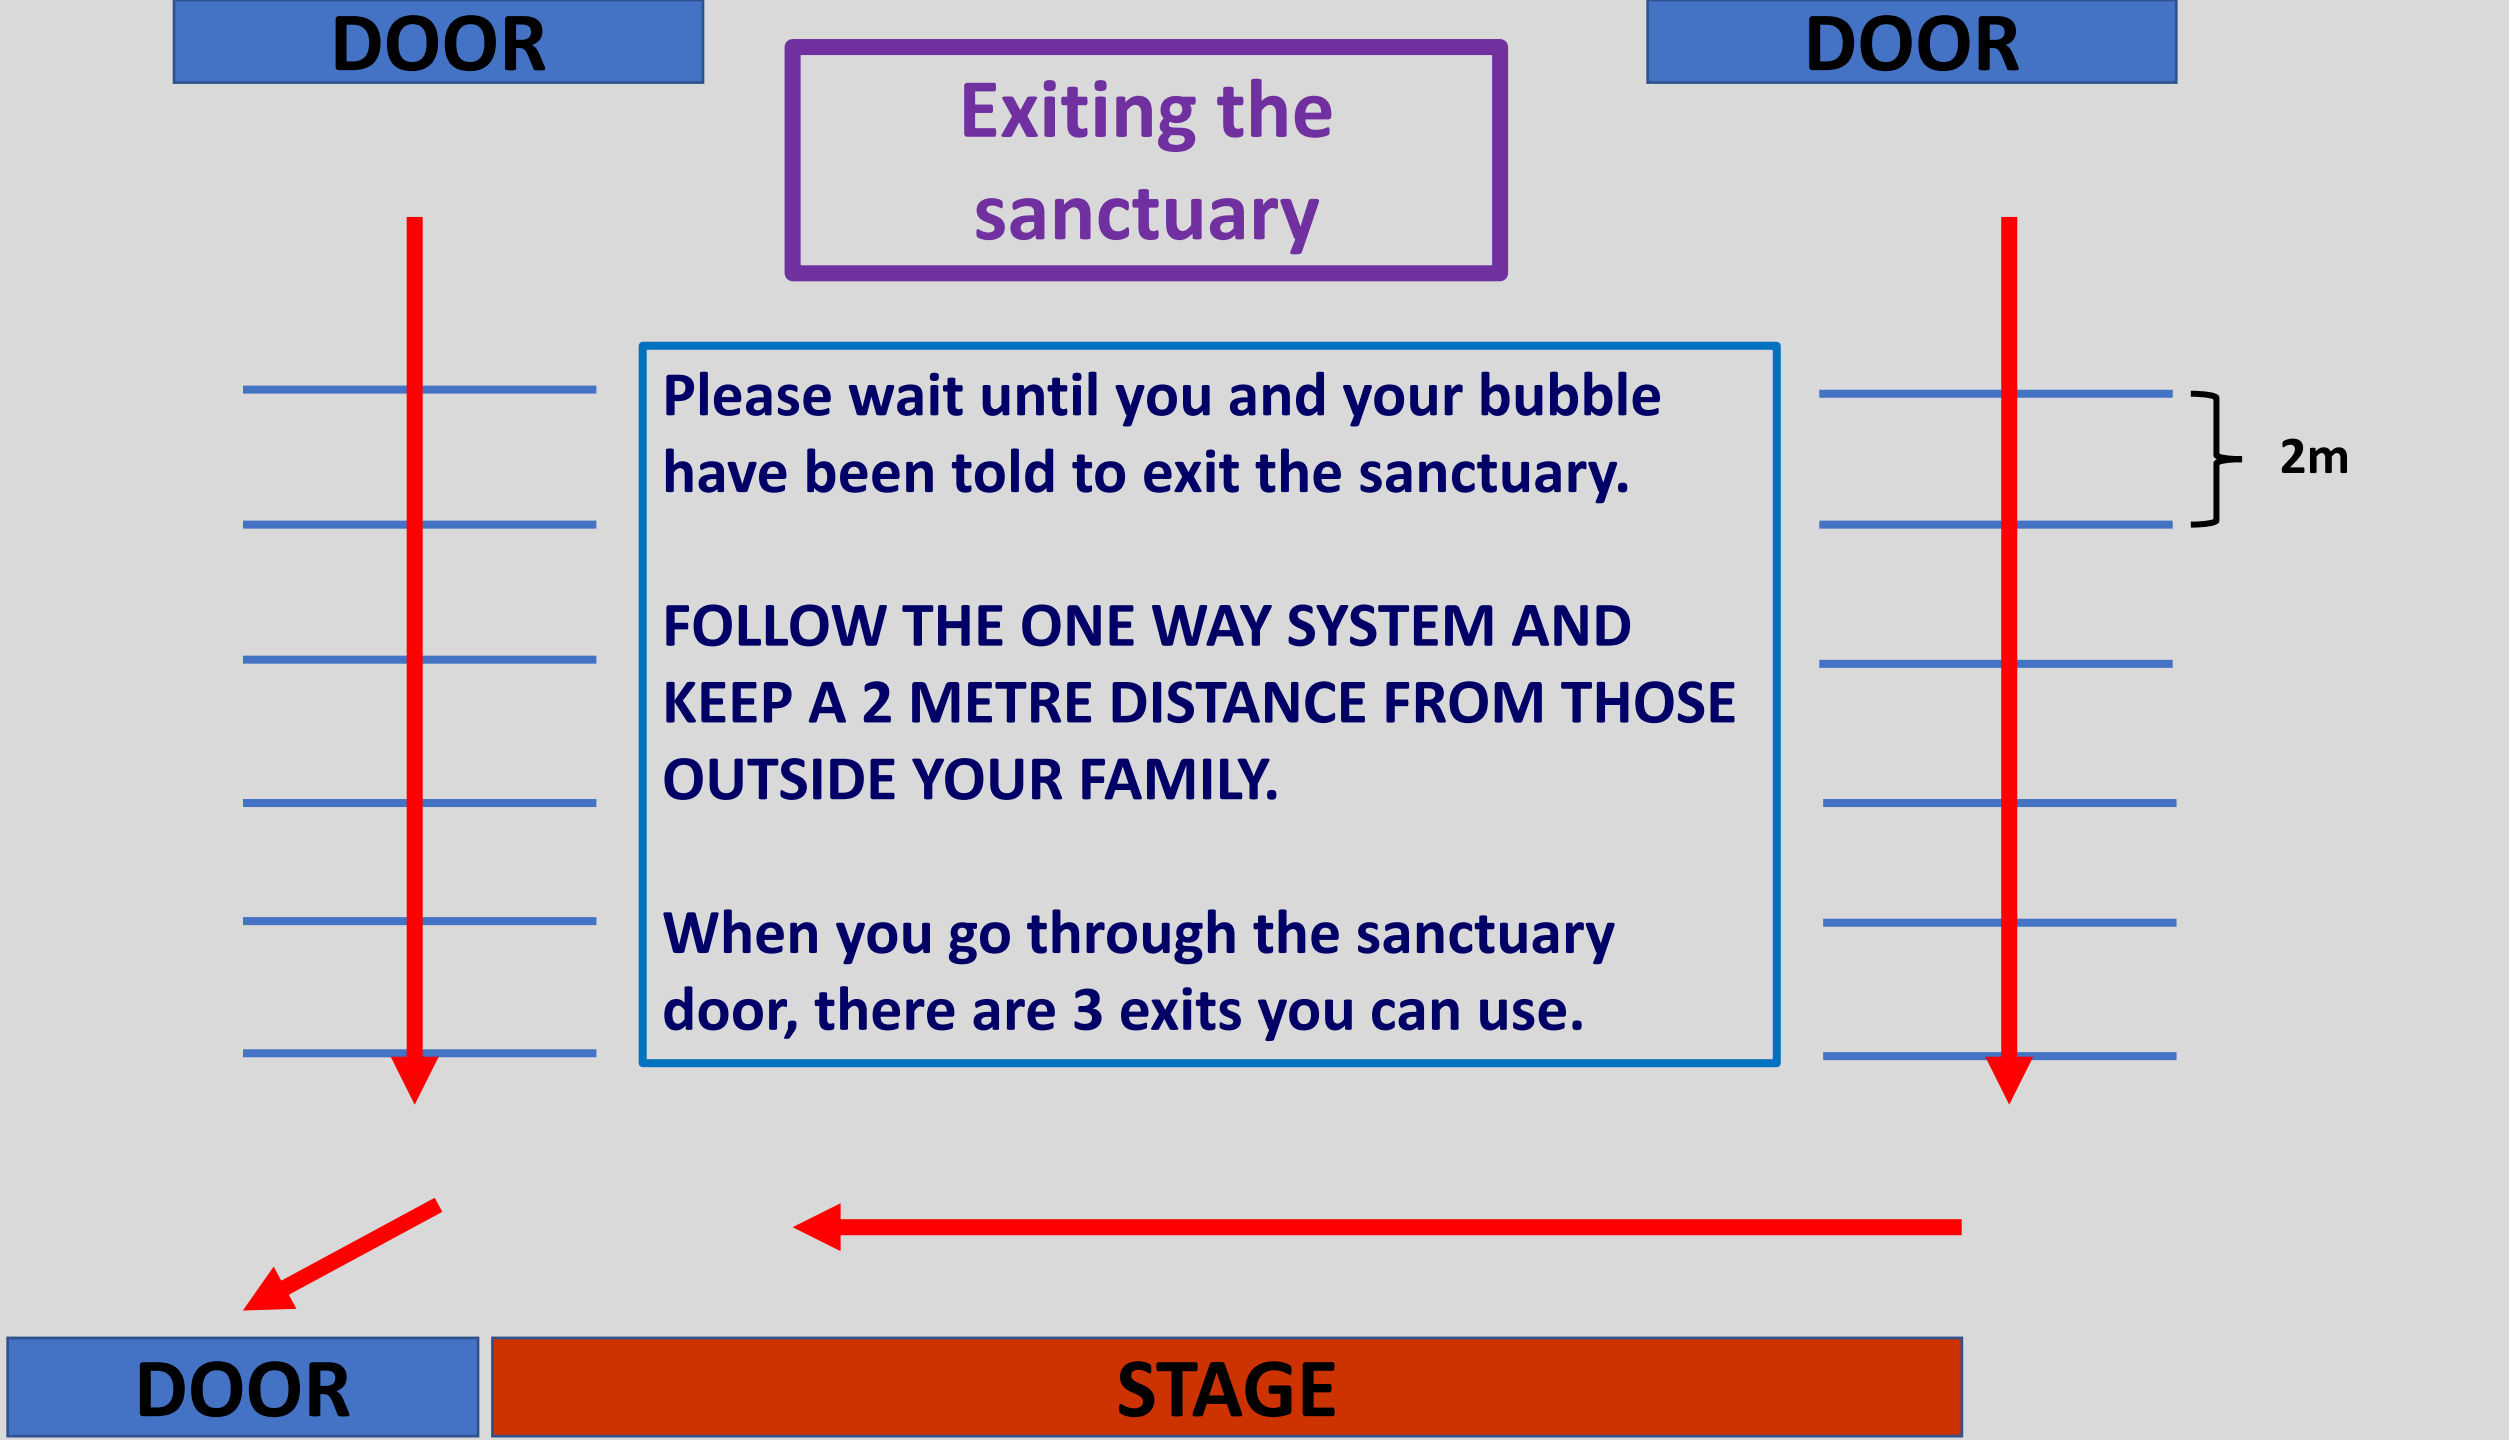 DOOR
DOOR
Exiting the
sanctuary
Please wait until you and your bubble
have been told to exit the sanctuary.
2m
FOLLOW THE ONE WAY SYSTEM AND
KEEP A 2 METRE DISTANCE FROM THOSE
OUTSIDE YOUR FAMILY.
When you go through the sanctuary
door, there are 3 exits you can use.
DOOR
STAGE